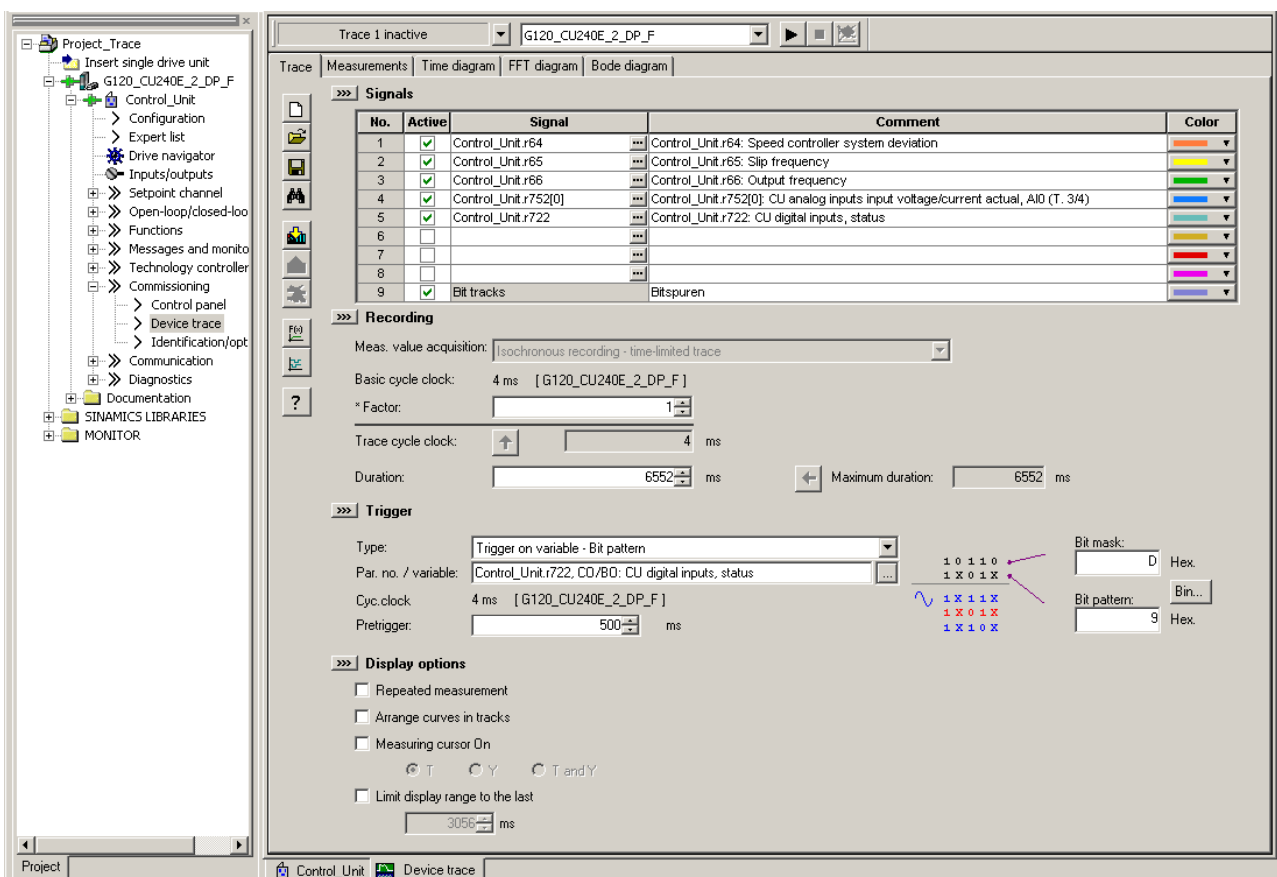 Project_Trace
Insert single drive unit
G120_CU240E_2_DP_F
Control_Unit
Configuration
Expert list
Drive navigator
Inputs/outputs
Setpoint channel
Open-loop/closed-loo
Functions
Messages and monito
Technology controller
Commissioning
Control panel
Device trace
Identification/opt
Communication
Diagnostics
Documentation
SINAMICS LIBRARIES
MONITOR
Project
Trace 1 inactive G120_CU240E_2_DP_F
Trace Measurements Time diagram FFT diagram Bode diagram
>>> Signals
No. Active Signal Comment Color
1 Control_Unit.r64 ... Control_Unit.r64: Speed controller system deviation
2 Control_Unit.r65 ... Control_Unit.r65: Slip frequency
3 Control_Unit.r66 ... Control_Unit.r66: Output frequency
4 Control_Unit.r752[0] ... Control_Unit.r752[0]: CU analog inputs input voltage/current actual, AI0 (T. 3/4)
5 Control_Unit.r722 ... Control_Unit.r722: CU digital inputs, status
6 ...
7 ...
8 ...
9 Bit tracks Bitspuren
F(x)
?
>>> Recording
Meas. value acquisition: Isochronous recording - time-limited trace
Basic cycle clock: 4 ms [ G120_CU240E_2_DP_F ]
* Factor: 1
Trace cycle clock: 4 ms
Duration: 6552 ms Maximum duration: 6552 ms
>>> Trigger
Type: Trigger on variable - Bit pattern
Par. no. / variable: Control_Unit.r722, CO/BO: CU digital inputs, status ...
Cyc.clock 4 ms [ G120_CU240E_2_DP_F ]
Pretrigger: 500 ms
1 0 1 1 0
1 X 0 1 X
1 X 1 1 X
1 X 0 1 X
1 X 1 0 X
Bit mask:
D Hex.
Bin...
Bit pattern:
9 Hex.
>>> Display options
Repeated measurement
Arrange curves in tracks
Measuring cursor On
T Y T and Y
Limit display range to the last
3056 ms
Control_Unit Device trace